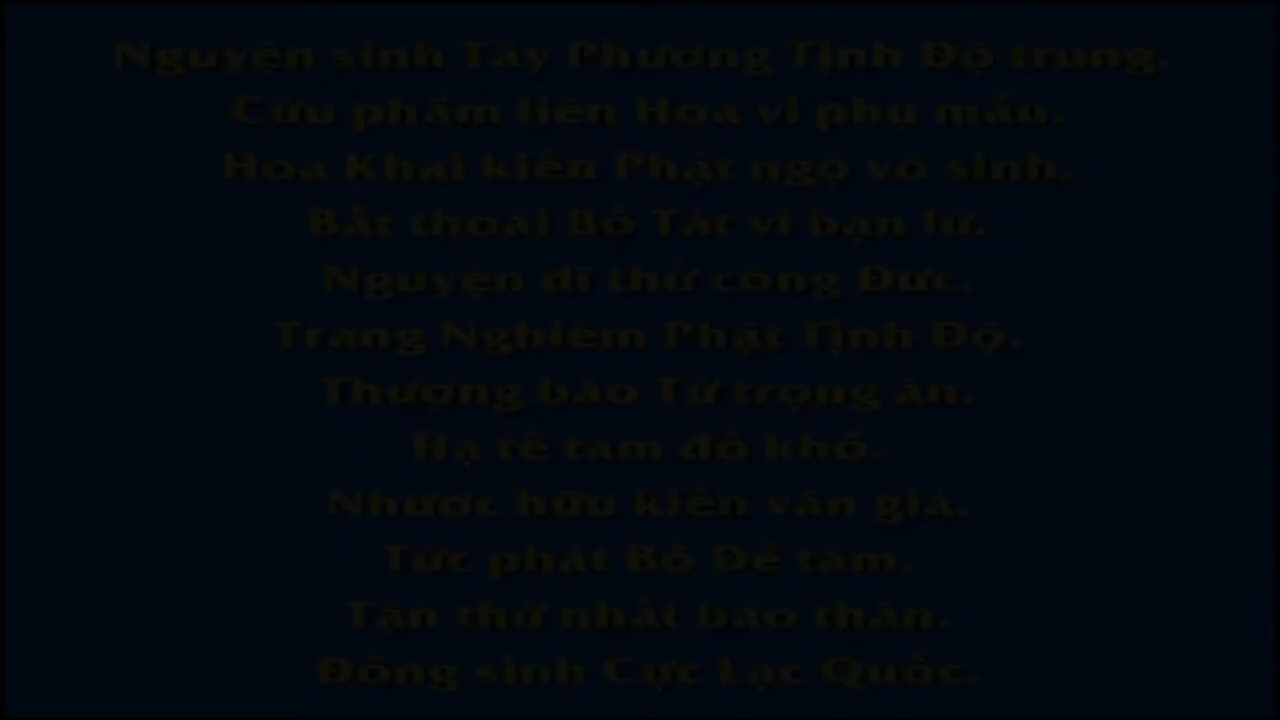 Nguyện sinh Tây Phương Tịnh Độ trung.
Cửu phẩm liên Hoa vi phụ mẫu.
Hoa Khai kiến Phật ngộ vô sinh.
Bất thoái Bồ Tát vi bạn lữ.
Nguyện dĩ thử công Đức.
Trang Nghiêm Phật Tịnh Độ.
Thượng báo Tứ trọng ân.
Hạ tế tam đồ khổ.
Nhược hữu kiến văn giả.
Tức phát Bồ Đề tâm.
Tận thử nhất báo thân.
Đồng sinh Cực Lạc Quốc.